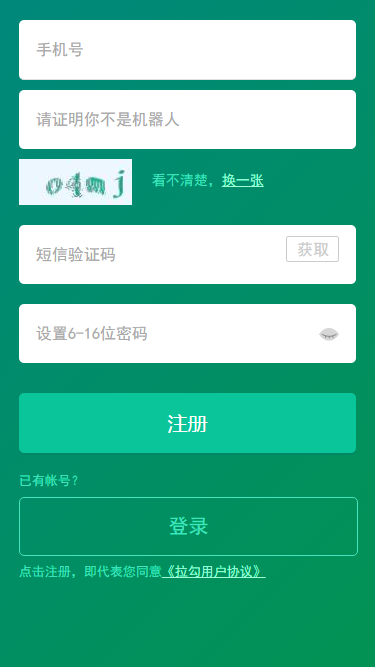 手机号
请证明你不是机器人
o4mj
看不清楚，换一张
短信验证码
获取
设置6-16位密码
注册
已有帐号?
登录
点击注册，即代表您同意《拉勾用户协议》